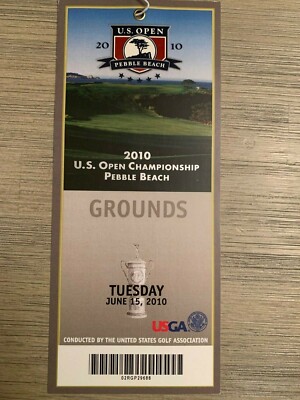 U.S. OPEN
20 10
PEBBLE BEACH
2010
U.S. OPEN CHAMPIONSHIP
PEBBLE BEACH
GROUNDS
TUESDAY
JUNE 15, 2010
USGA
CONDUCTED BY THE UNITED STATES GOLF ASSOCIATION
02RGP29686